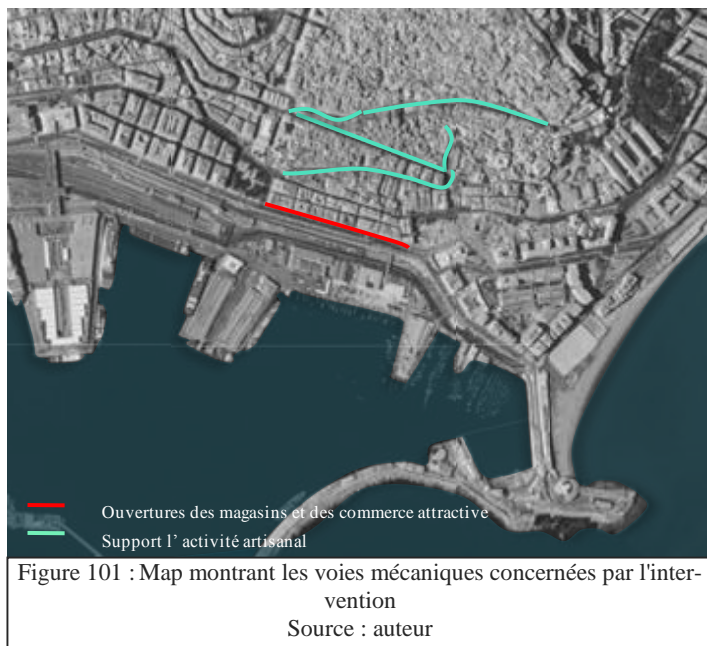 Ouvertures des magasins et des commerce attractive
Support l' activité artisanal
Figure 101 : Map montrant les voies mécaniques concernées par l'inter-
vention
Source : auteur